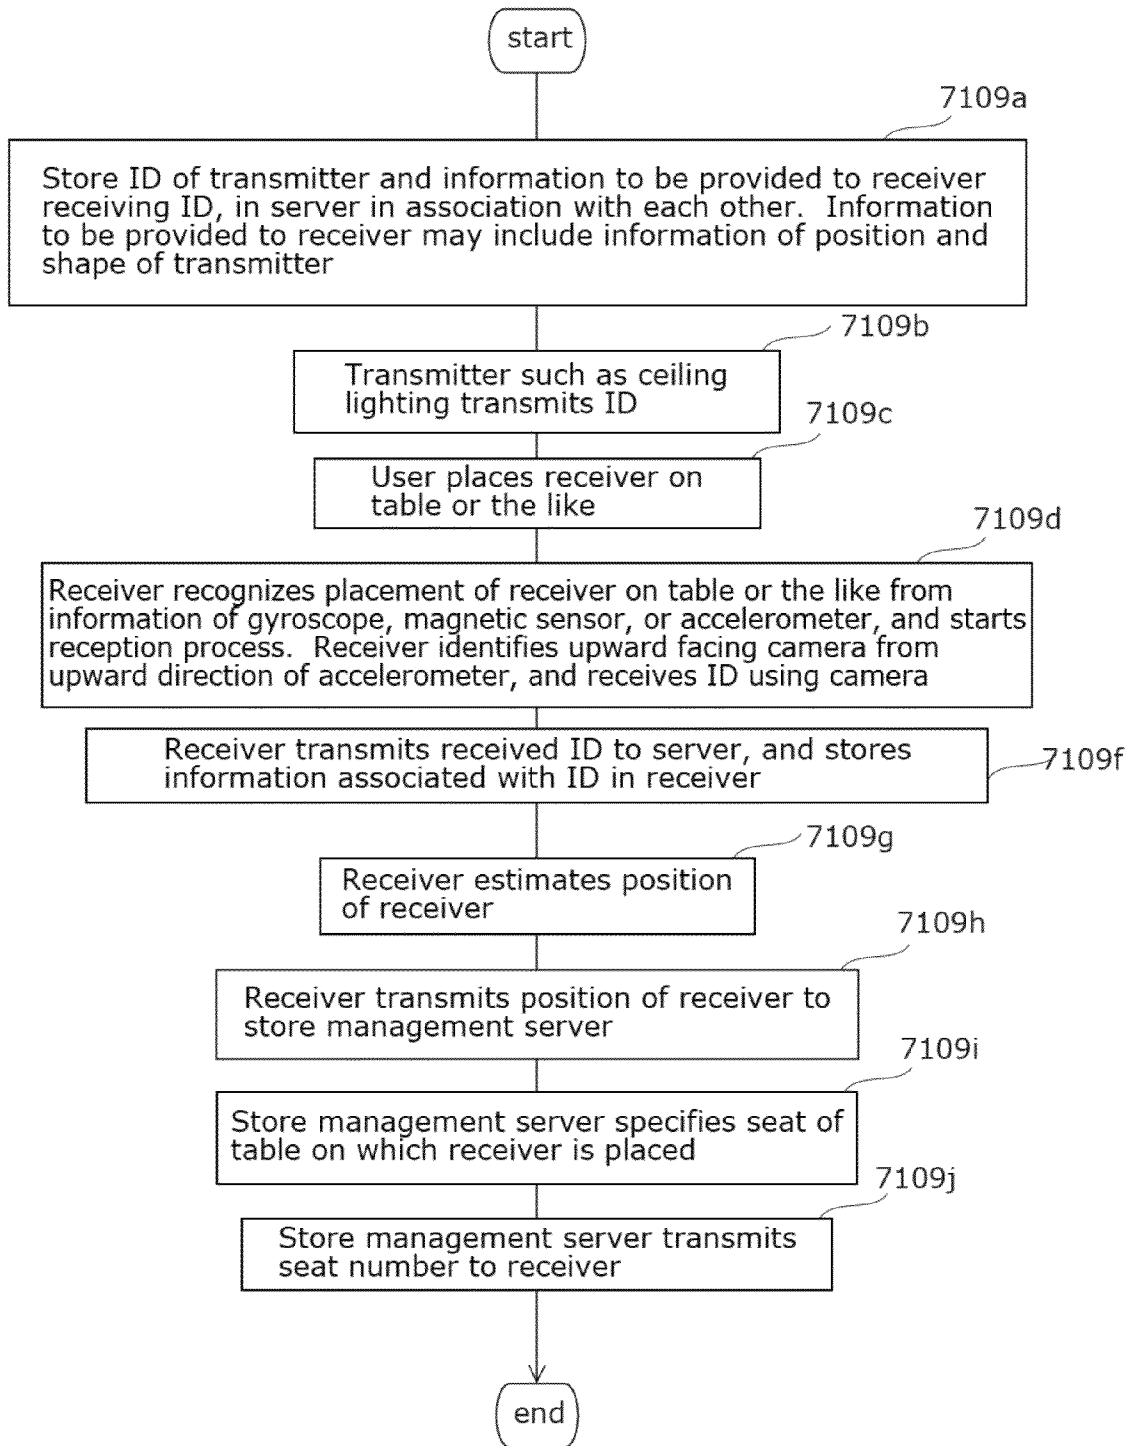 start
7109a
Store ID of transmitter and information to be provided to receiver
receiving ID, in server in association with each other.  Information
to be provided to receiver may include information of position and
shape of transmitter
7109b
Transmitter such as ceiling
lighting transmits ID
7109c
User places receiver on
table or the like
7109d
Receiver recognizes placement of receiver on table or the like from
information of gyroscope, magnetic sensor, or accelerometer, and starts
reception process.  Receiver identifies upward facing camera from
upward direction of accelerometer, and receives ID using camera
Receiver transmits received ID to server, and stores
information associated with ID in receiver
7109f
7109g
Receiver estimates position
of receiver
7109h
Receiver transmits position of receiver to
store management server
7109i
Store management server specifies seat of
table on which receiver is placed
7109j
Store management server transmits
seat number to receiver
end